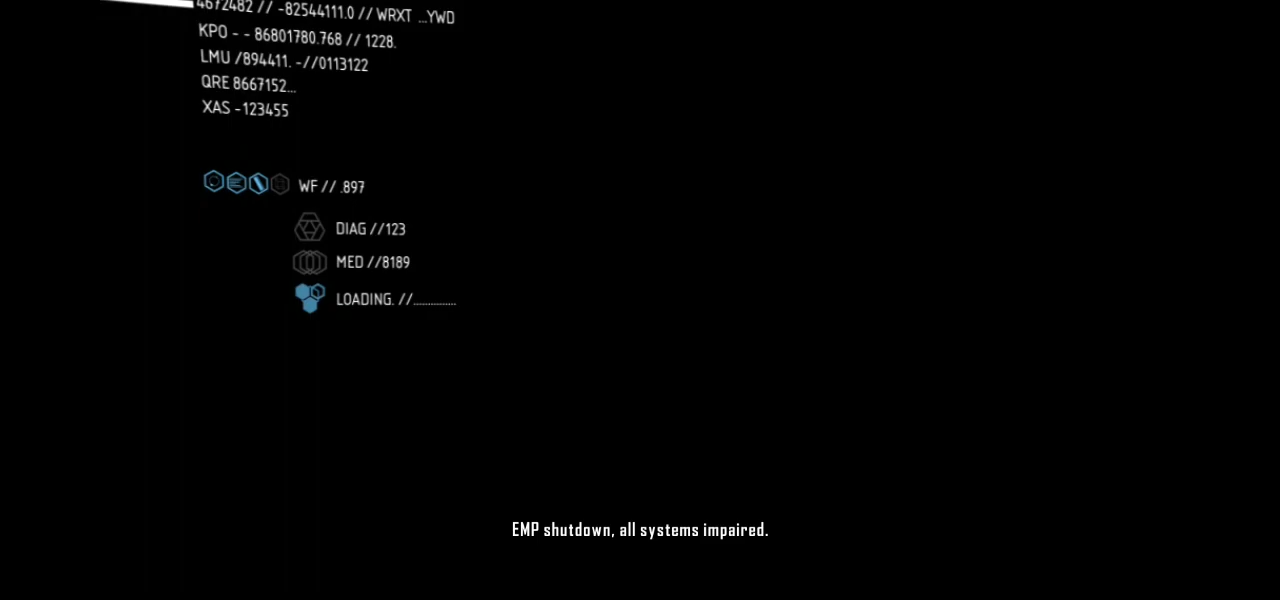 4672482 // -82544111.0 // WRXT ...YWD
KPO - - 86801780.768 // 1228.
LMU /894411. -//0113122
QRE 8667152...
XAS -123455
WF // .897
DIAG //123
MED //8189
LOADING. //...............
EMP shutdown, all systems impaired.